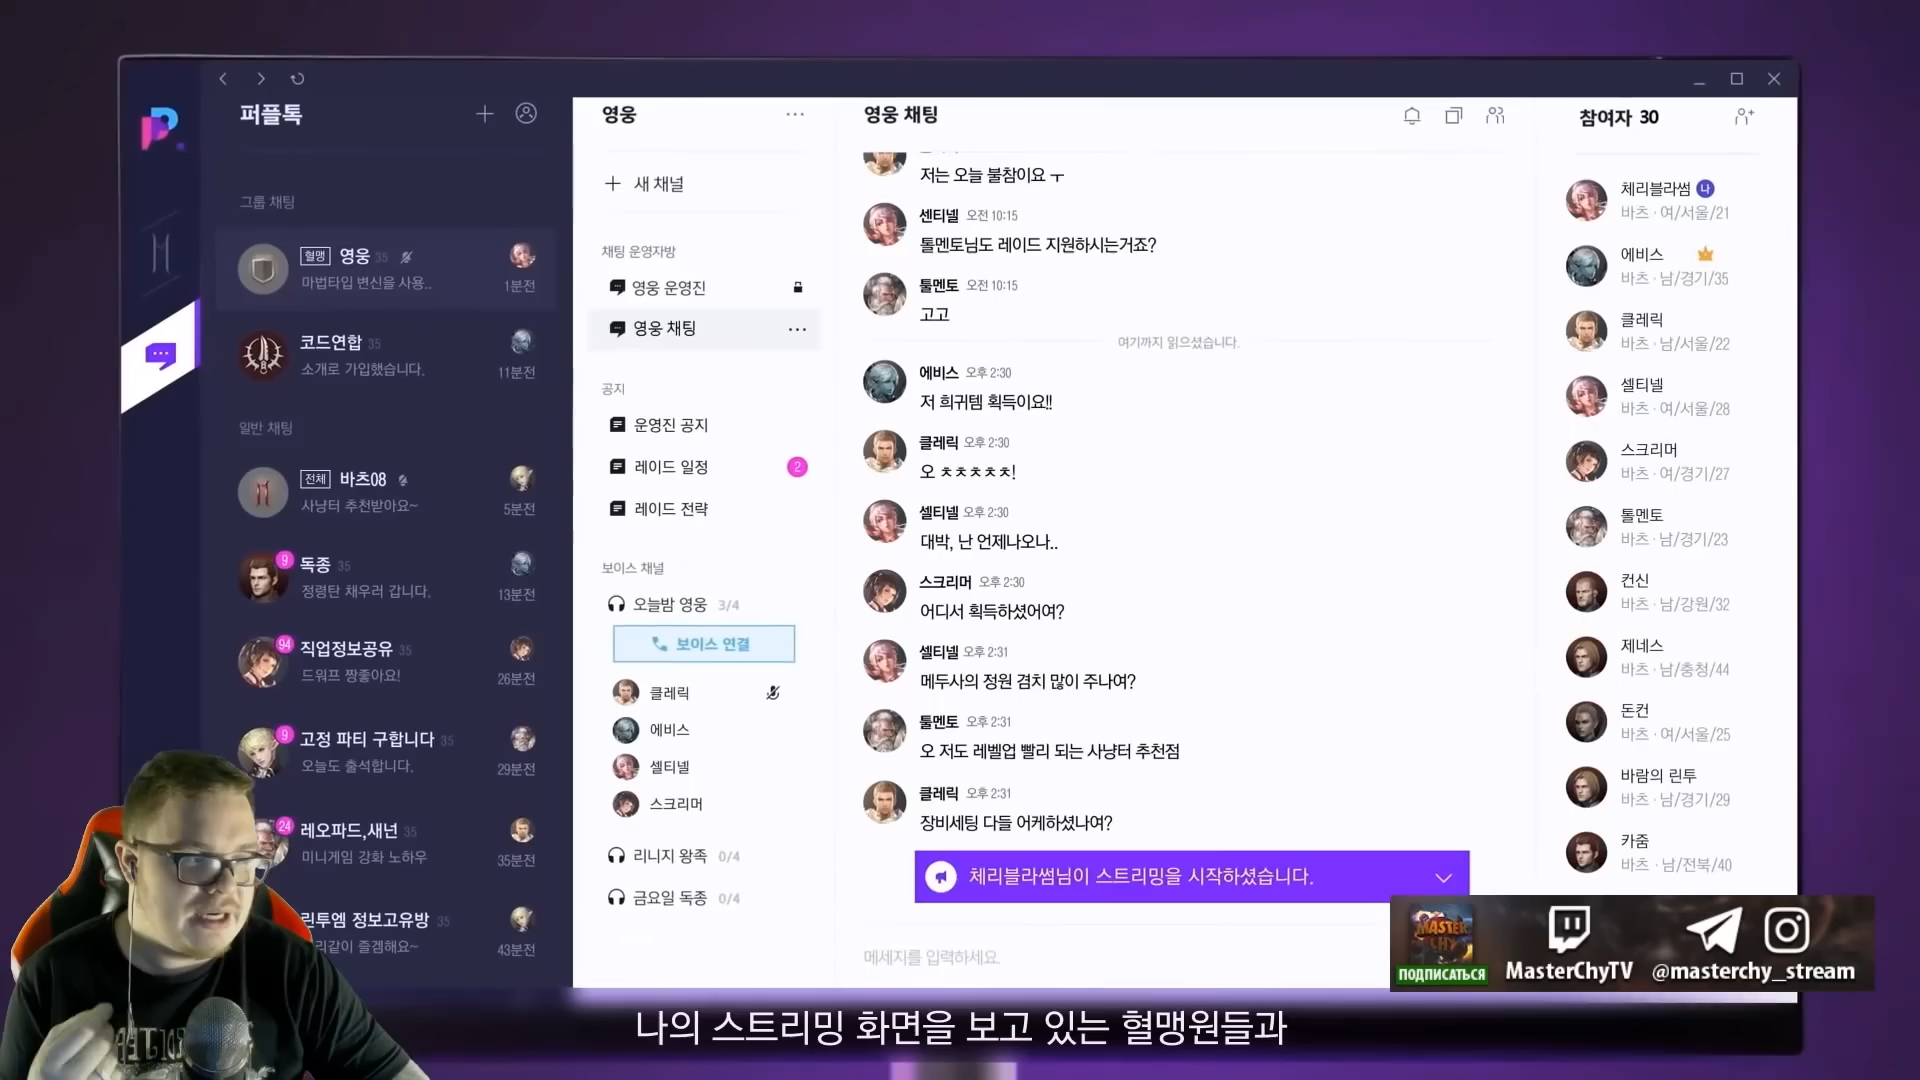 퍼플톡
그룹 채팅
혈맹 영웅 35
마법타입 변신을 사용..
1분전
코드연합 35
소개로 가입했습니다.
11분전
일반 채팅
전체 바츠08
사냥터 추천받아요~
5분전
9
독종 35
정령탄 채우러 갑니다.
13분전
94
직업정보공유 35
드워프 짱좋아요!
26분전
9
고정 파티 구합니다 35
오늘도 출석합니다.
29분전
24
레오파드,새넌 35
미니게임 강화 노하우
35분전
린투엠 정보고유방 35
리같이 즐겜해요~
43분전
영웅
새 채널
채팅 운영자방
영웅 운영진
영웅 채팅
공지
운영진 공지
레이드 일정 2
레이드 전략
보이스 채널
오늘밤 영웅 3/4
보이스 연결
클레릭
에비스
셀티넬
스크리머
리니지 왕족 0/4
금요일 독종 0/4
영웅 채팅
저는 오늘 불참이요 ㅜ
센티넬 오전 10:15
톨멘토님도 레이드 지원하시는거죠?
툴멘토 오전 10:15
고고
여기까지 읽으셨습니다.
에비스 오후 2:30
저 희귀템 획득이요!!
클레릭 오후 2:30
오 ㅊㅊㅊㅊㅊ!
셀티넬 오후 2:30
대박, 난 언제나오나..
스크리머 오후 2:30
어디서 획득하셨어여?
셀티넬 오후 2:31
메두사의 정원 겸치 많이 주나여?
툴멘토 오후 2:31
오 저도 레벨업 빨리 되는 사냥터 추천점
클레릭 오후 2:31
장비세팅 다들 어케하셨나여?
체리블라썸님이 스트리밍을 시작하셨습니다.
메세지를 입력하세요.
참여자 30
체리블라썸 나
바츠 · 여/서울/21
에비스
바츠 · 남/경기/35
클레릭
바츠 · 남/서울/22
셀티넬
바츠 · 여/서울/28
스크리머
바츠 · 여/경기/27
톨멘토
바츠 · 남/경기/23
컨신
바츠 · 남/강원/32
제네스
바츠 · 남/충청/44
돈컨
바츠 · 여/서울/25
바람의 린투
바츠 · 남/경기/29
카줌
바츠 · 남/전북/40
MASTER
CHY
ПОДПИСАТЬСЯ
MasterChyTV
@masterchy_stream
나의 스트리밍 화면을 보고 있는 혈맹원들과